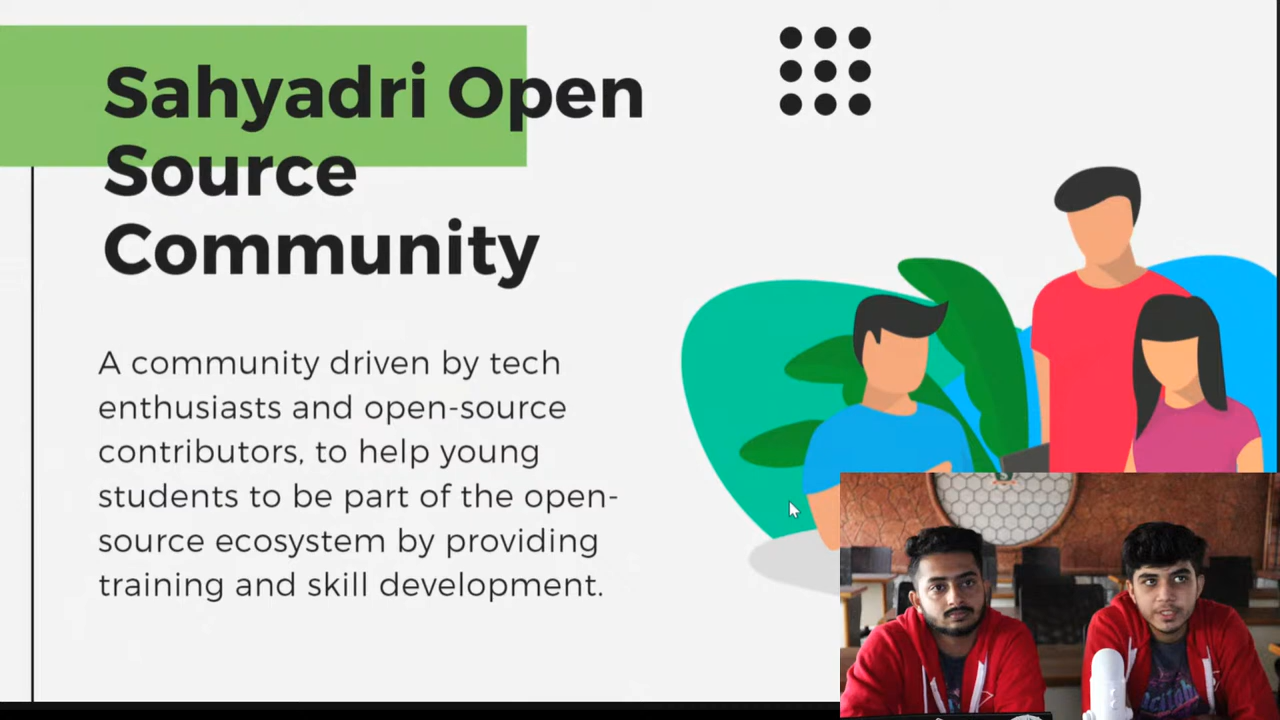 Sahyadri Open
Source
Community
A community driven by tech
enthusiasts and open-source
contributors, to help young
students to be part of the open-
source ecosystem by providing
training and skill development.